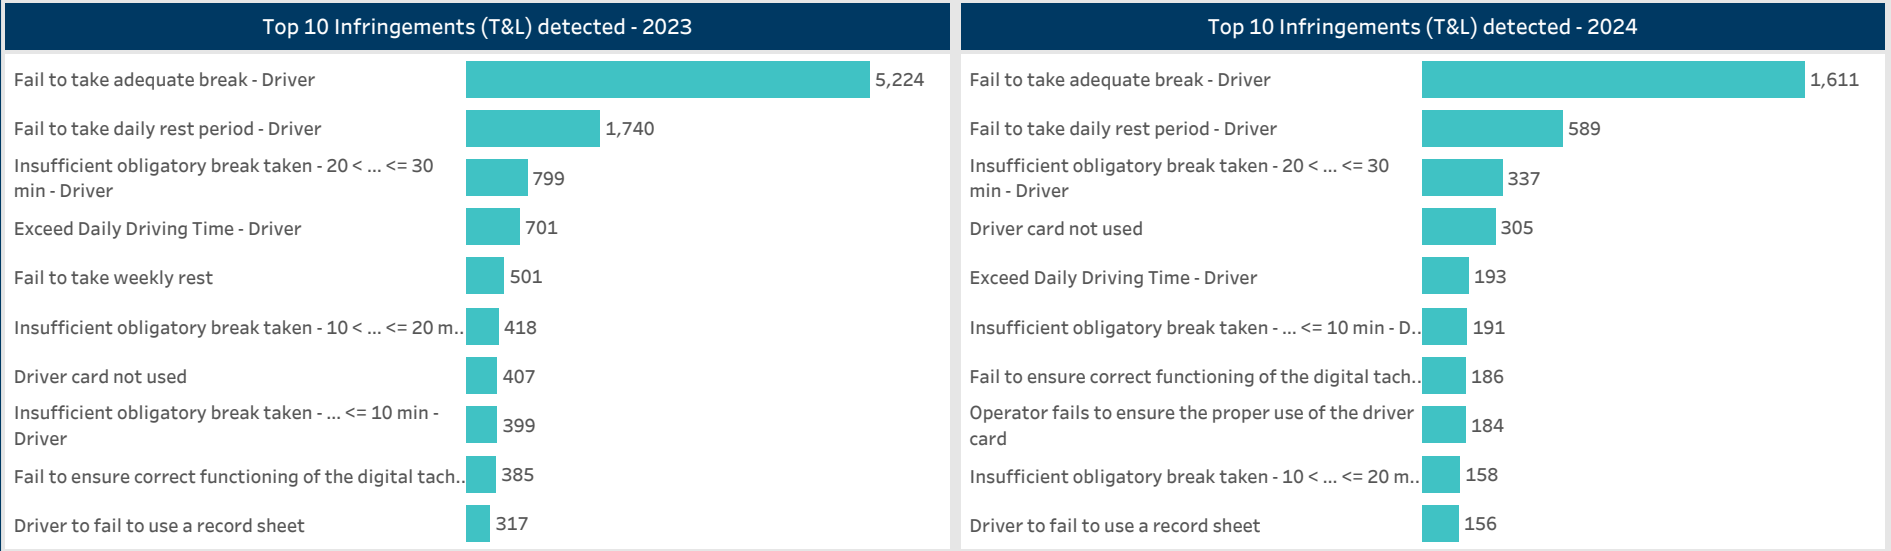 Top 10 Infringements (T&L) detected - 2023
Fail to take adequate break - Driver
5,224
Fail to take daily rest period - Driver
1,740
Insufficient obligatory break taken - 20 < ... <= 30
min - Driver
799
Exceed Daily Driving Time - Driver
701
Fail to take weekly rest
501
Insufficient obligatory break taken - 10 < ... <= 20 m..
418
Driver card not used
407
Insufficient obligatory break taken - ... <= 10 min -
Driver
399
Fail to ensure correct functioning of the digital tach..
385
Driver to fail to use a record sheet
317
Top 10 Infringements (T&L) detected - 2024
Fail to take adequate break - Driver
1,611
Fail to take daily rest period - Driver
589
Insufficient obligatory break taken - 20 < ... <= 30
min - Driver
337
Driver card not used
305
Exceed Daily Driving Time - Driver
193
Insufficient obligatory break taken - ... <= 10 min - D..
191
Fail to ensure correct functioning of the digital tach..
186
Operator fails to ensure the proper use of the driver
card
184
Insufficient obligatory break taken - 10 < ... <= 20 m..
158
Driver to fail to use a record sheet
156